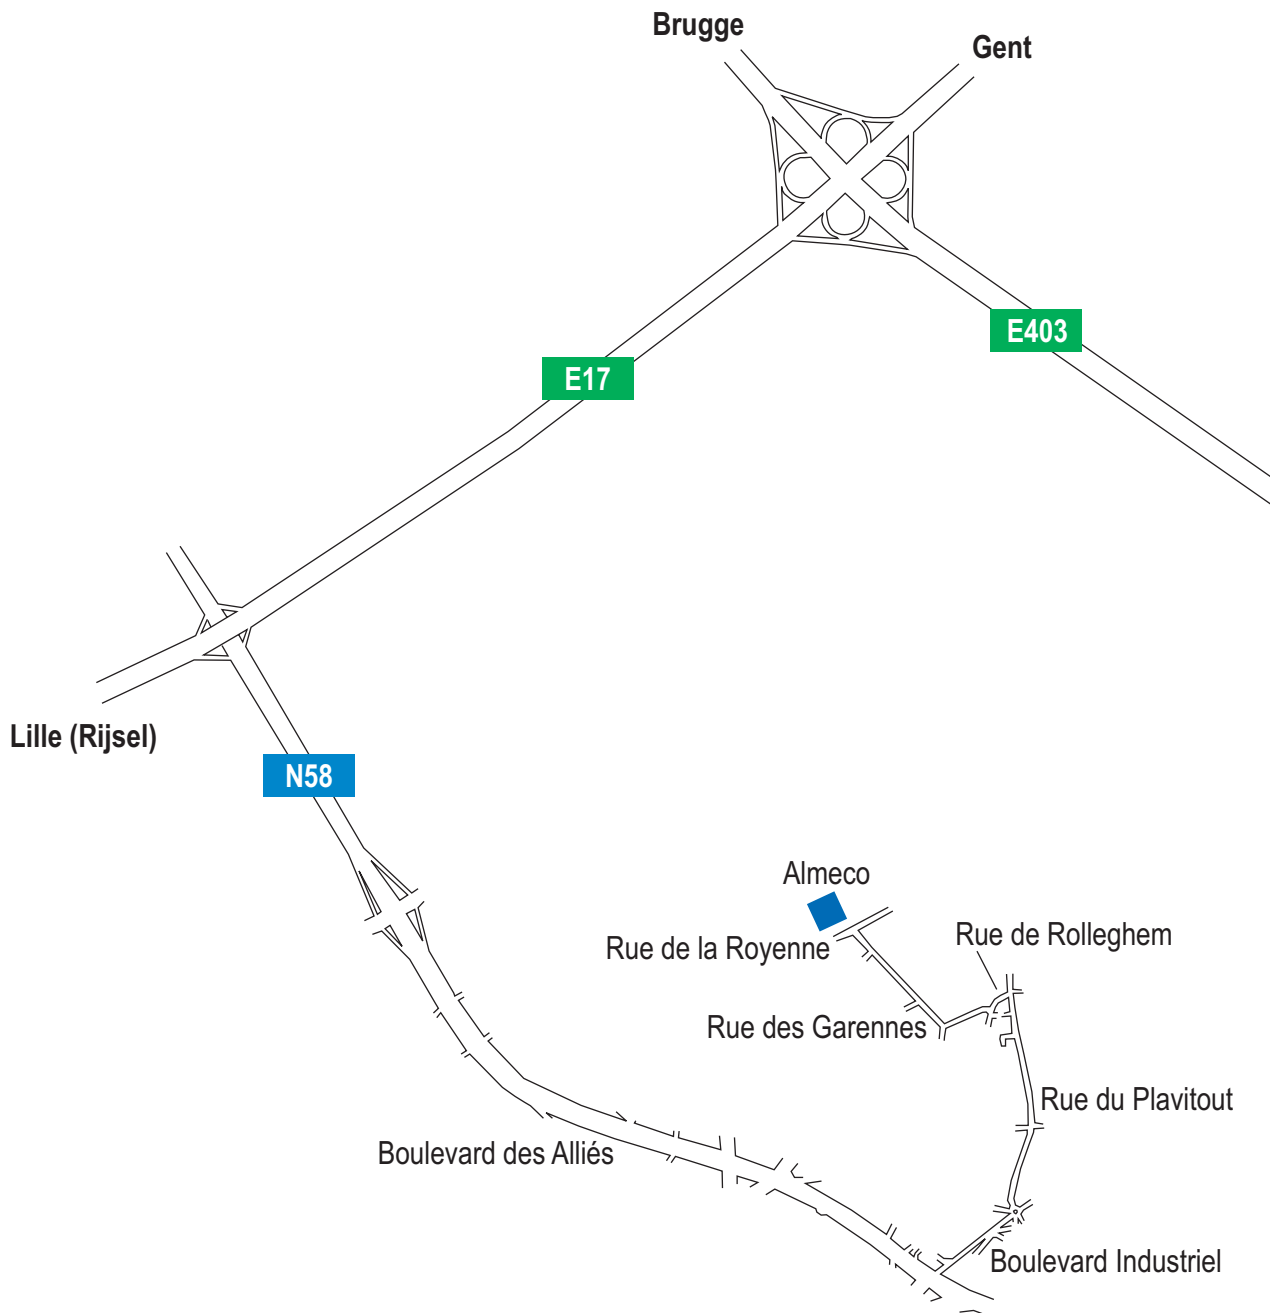 Brugge
Gent
E403
E17
Lille (Rijsel)
N58
Almeco
Rue de la Royenne
Rue de Rolleghem
Rue des Garennes
Rue du Plavitout
Boulevard des Alliés
Boulevard Industriel